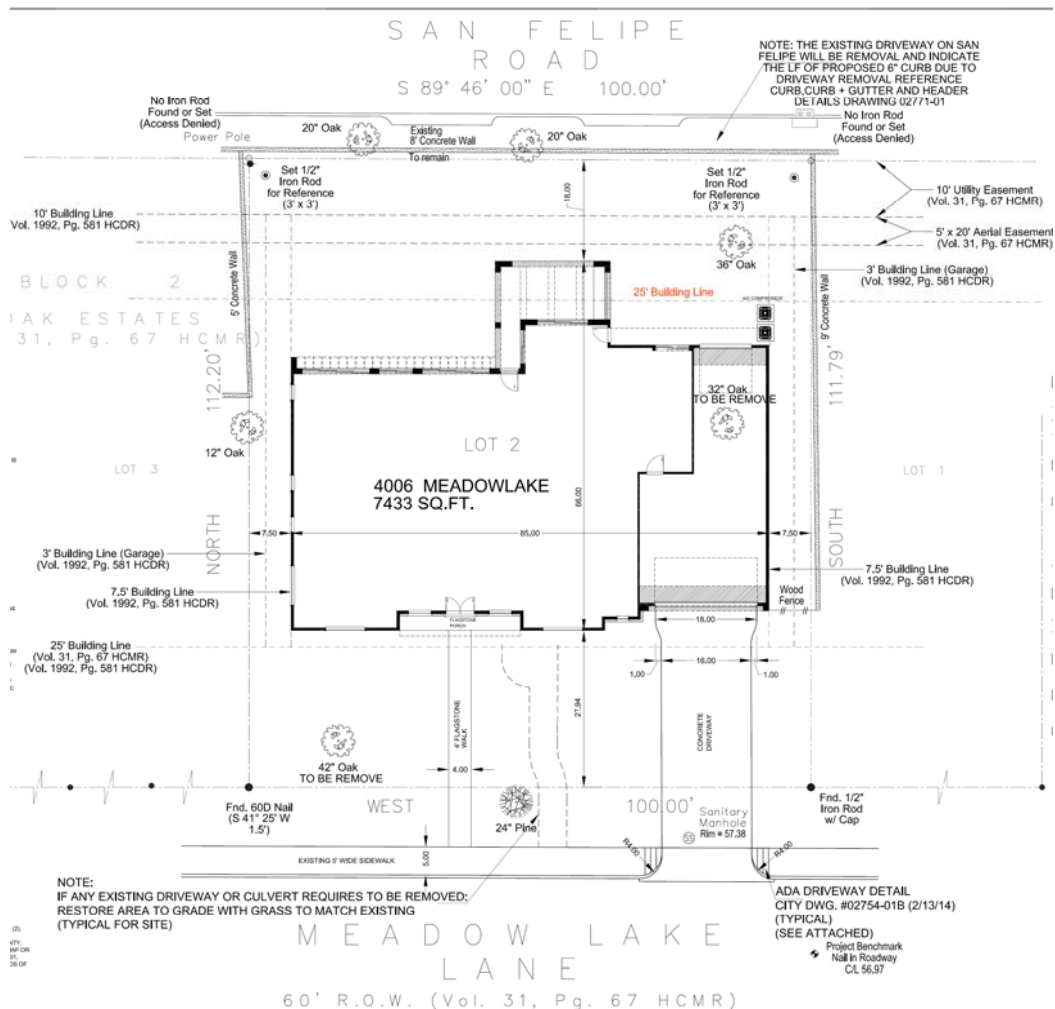 SAN FELIPE
ROAD
S 89° 46' 00" E 100.00'
NOTE: THE EXISTING DRIVEWAY ON SAN
FELIPE WILL BE REMOVAL AND INDICATE
THE LF OF PROPOSED 6" CURB DUE TO
DRIVEWAY REMOVAL REFERENCE
CURB,CURB + GUTTER AND HEADER
DETAILS DRAWING 02771-01
No Iron Rod
Found or Set
(Access Denied)
Power Pole
20" Oak
Existing
8' Concrete Wall
To remain
20" Oak
No Iron Rod
Found or Set
(Access Denied)
Set 1/2"
Iron Rod
for Reference
(3' x 3')
18.00
Set 1/2"
Iron Rod
for Reference
(3' x 3')
10' Utility Easement
(Vol. 31, Pg. 67 HCMR)
10' Building Line
Vol. 1992, Pg. 581 HCDR)
5' x 20' Aerial Easement
(Vol. 31, Pg. 67 HCMR)
5' Concrete Wall
36" Oak
3' Building Line (Garage)
(Vol. 1992, Pg. 581 HCDR)
BLOCK 2
25' Building Line
OAK ESTATES
31, Pg. 67 HCMR)
9' Concrete Wall
112.20'
111.79'
32" Oak
TO BE REMOVE
12" Oak
LOT 3
LOT 2
LOT 1
4006 MEADOWLAKE
7433 SQ.FT.
66.00
7.50
85.00
7.50
NORTH
SOUTH
3' Building Line (Garage)
(Vol. 1992, Pg. 581 HCDR)
7.5' Building Line
(Vol. 1992, Pg. 581 HCDR)
7.5' Building Line
(Vol. 1992, Pg. 581 HCDR)
Wood
Fence
FLAGSTONE
PORCH
18.00
25' Building Line
(Vol. 31, Pg. 67 HCMR)
(Vol. 1992, Pg. 581 HCDR)
1.00
16.00
1.00
27.94
4' FLAGSTONE
WALK
CONCRETE
DRIVEWAY
42" Oak
TO BE REMOVE
4.00
Fnd. 60D Nail
(S 41° 25' W
1.5')
WEST
100.00'
24" Pine
Sanitary
Manhole
Rim = 57.38
Fnd. 1/2"
Iron Rod
w/ Cap
EXISTING 5' WIDE SIDEWALK
5.00
R4.00
R4.00
NOTE:
IF ANY EXISTING DRIVEWAY OR CULVERT REQUIRES TO BE REMOVED;
RESTORE AREA TO GRADE WITH GRASS TO MATCH EXISTING
(TYPICAL FOR SITE)
ADA DRIVEWAY DETAIL
CITY DWG. #02754-01B (2/13/14)
(TYPICAL)
(SEE ATTACHED)
Project Benchmark
Nail in Roadway
C/L 56.97
MEADOW LAKE
LANE
60' R.O.W. (Vol. 31, Pg. 67 HCMR)